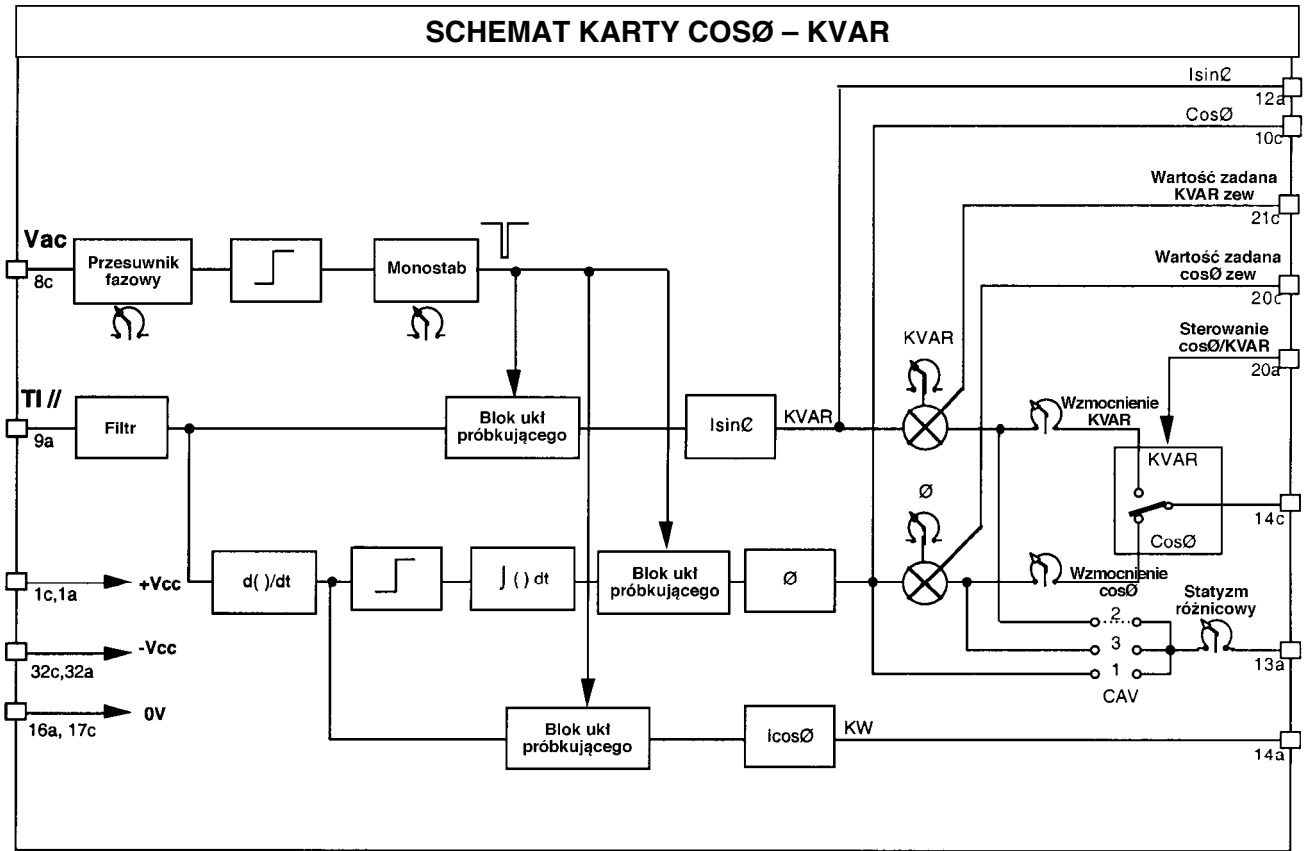 SCHEMAT KARTY COSØ – KVAR
Isin₡
12a
CosØ
10c
Wartość zadana
KVAR zew
21c
Wartość zadana
cosØ zew
20c
Sterowanie
cosØ/KVAR
20a
Vac
8c
Przesuwnik
fazowy
Monostab
KVAR
TI //
9a
Filtr
Blok ukł
próbkującego
Isin₡
KVAR
Wzmocnienie
KVAR
KVAR
CosØ
14c
Ø
1c,1a
+Vcc
d( )/dt
∫ ( ) dt
Blok ukł
próbkującego
Ø
Wzmocnienie
cosØ
Statyzm
różnicowy
2
3
1
CAV
13a
32c,32a
-Vcc
16a, 17c
0V
Blok ukł
próbkującego
IcosØ
KW
14a